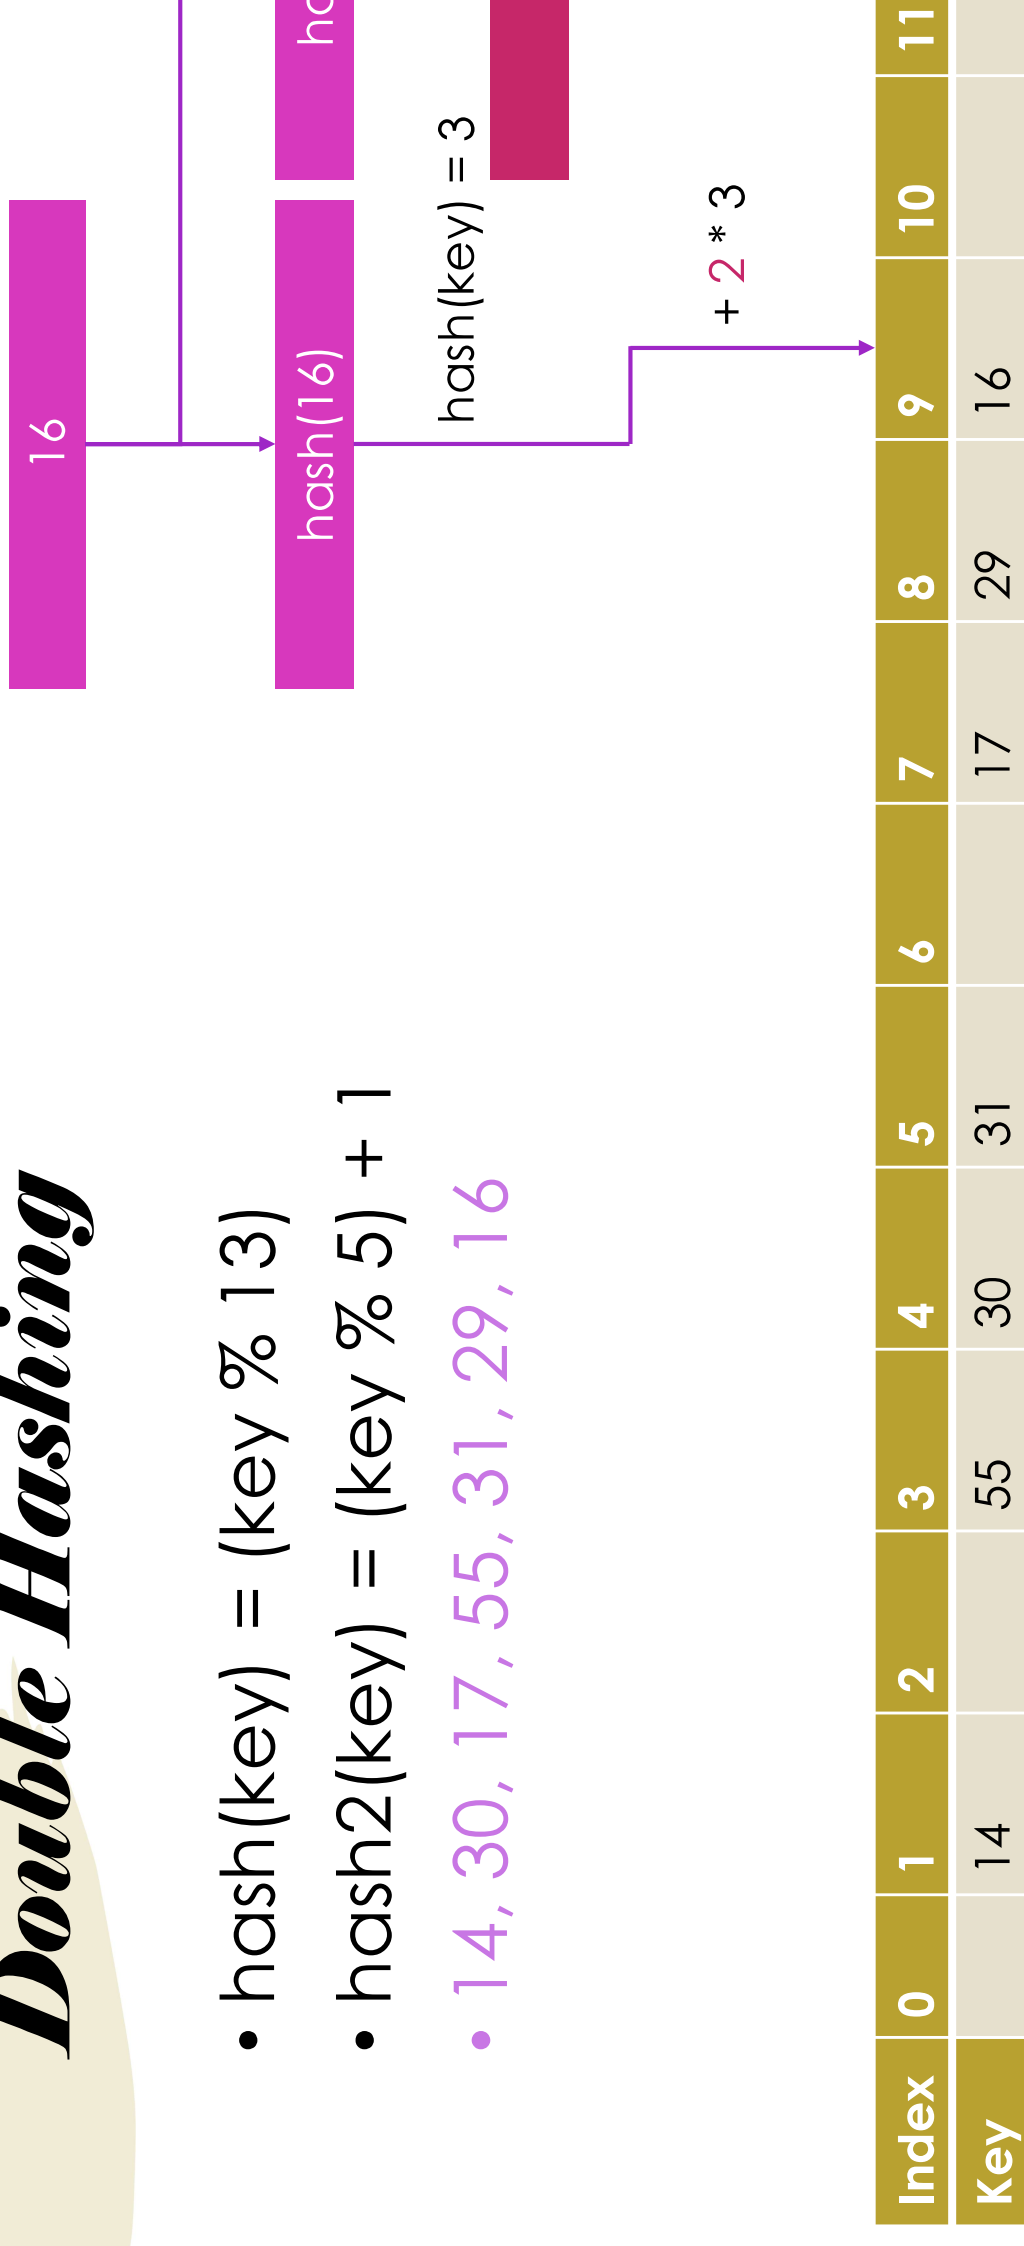 Double Hashing
• hash(key) = (key % 13)
• hash2(key) = (key % 5) + 1
• 14, 30, 17, 55, 31, 29, 16
16
hash(16)
hash(key) = 3
+ 2 * 3
Index 0 1 2 3 4 5 6 7 8 9 10 11
Key 14 55 30 31 17 29 16